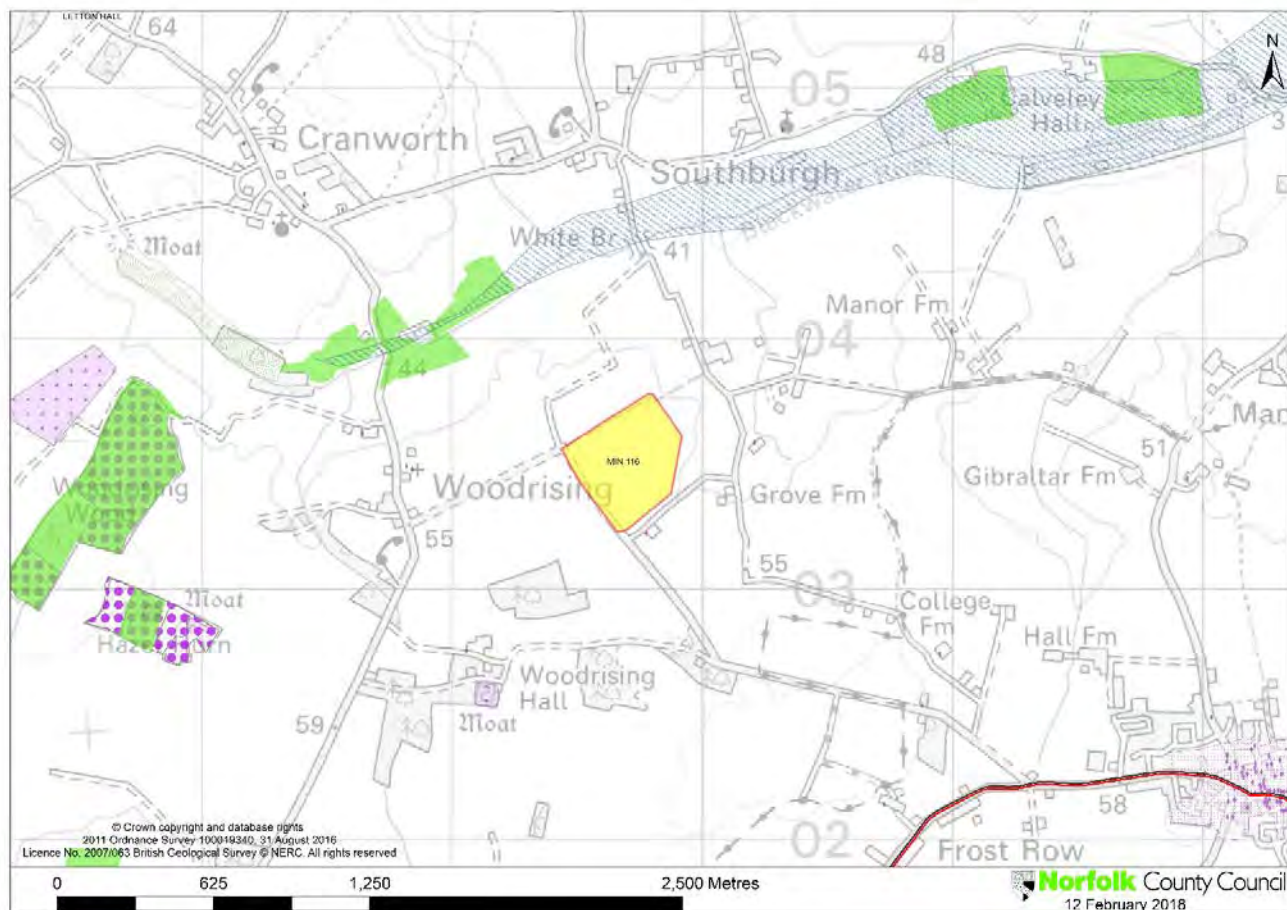 LETTON HALL
64
48
N
05
Calveley
Hall
Cranworth
Southburgh
Moat
White Br
41
Manor Fm
04
44
MIN 116
51
Gibraltar Fm
Woodrising
Grove Fm
55
55
03
College
Fm
Hall Fm
Moat
Woodrising
Hall
Moat
59
58
02
Frost Row
© Crown copyright and database rights
2011 Ordnance Survey 100019340, 31 August 2016
Licence No. 2007/063 British Geological Survey © NERC. All rights reserved
0 625 1,250 2,500 Metres
Norfolk County Council
12 February 2018